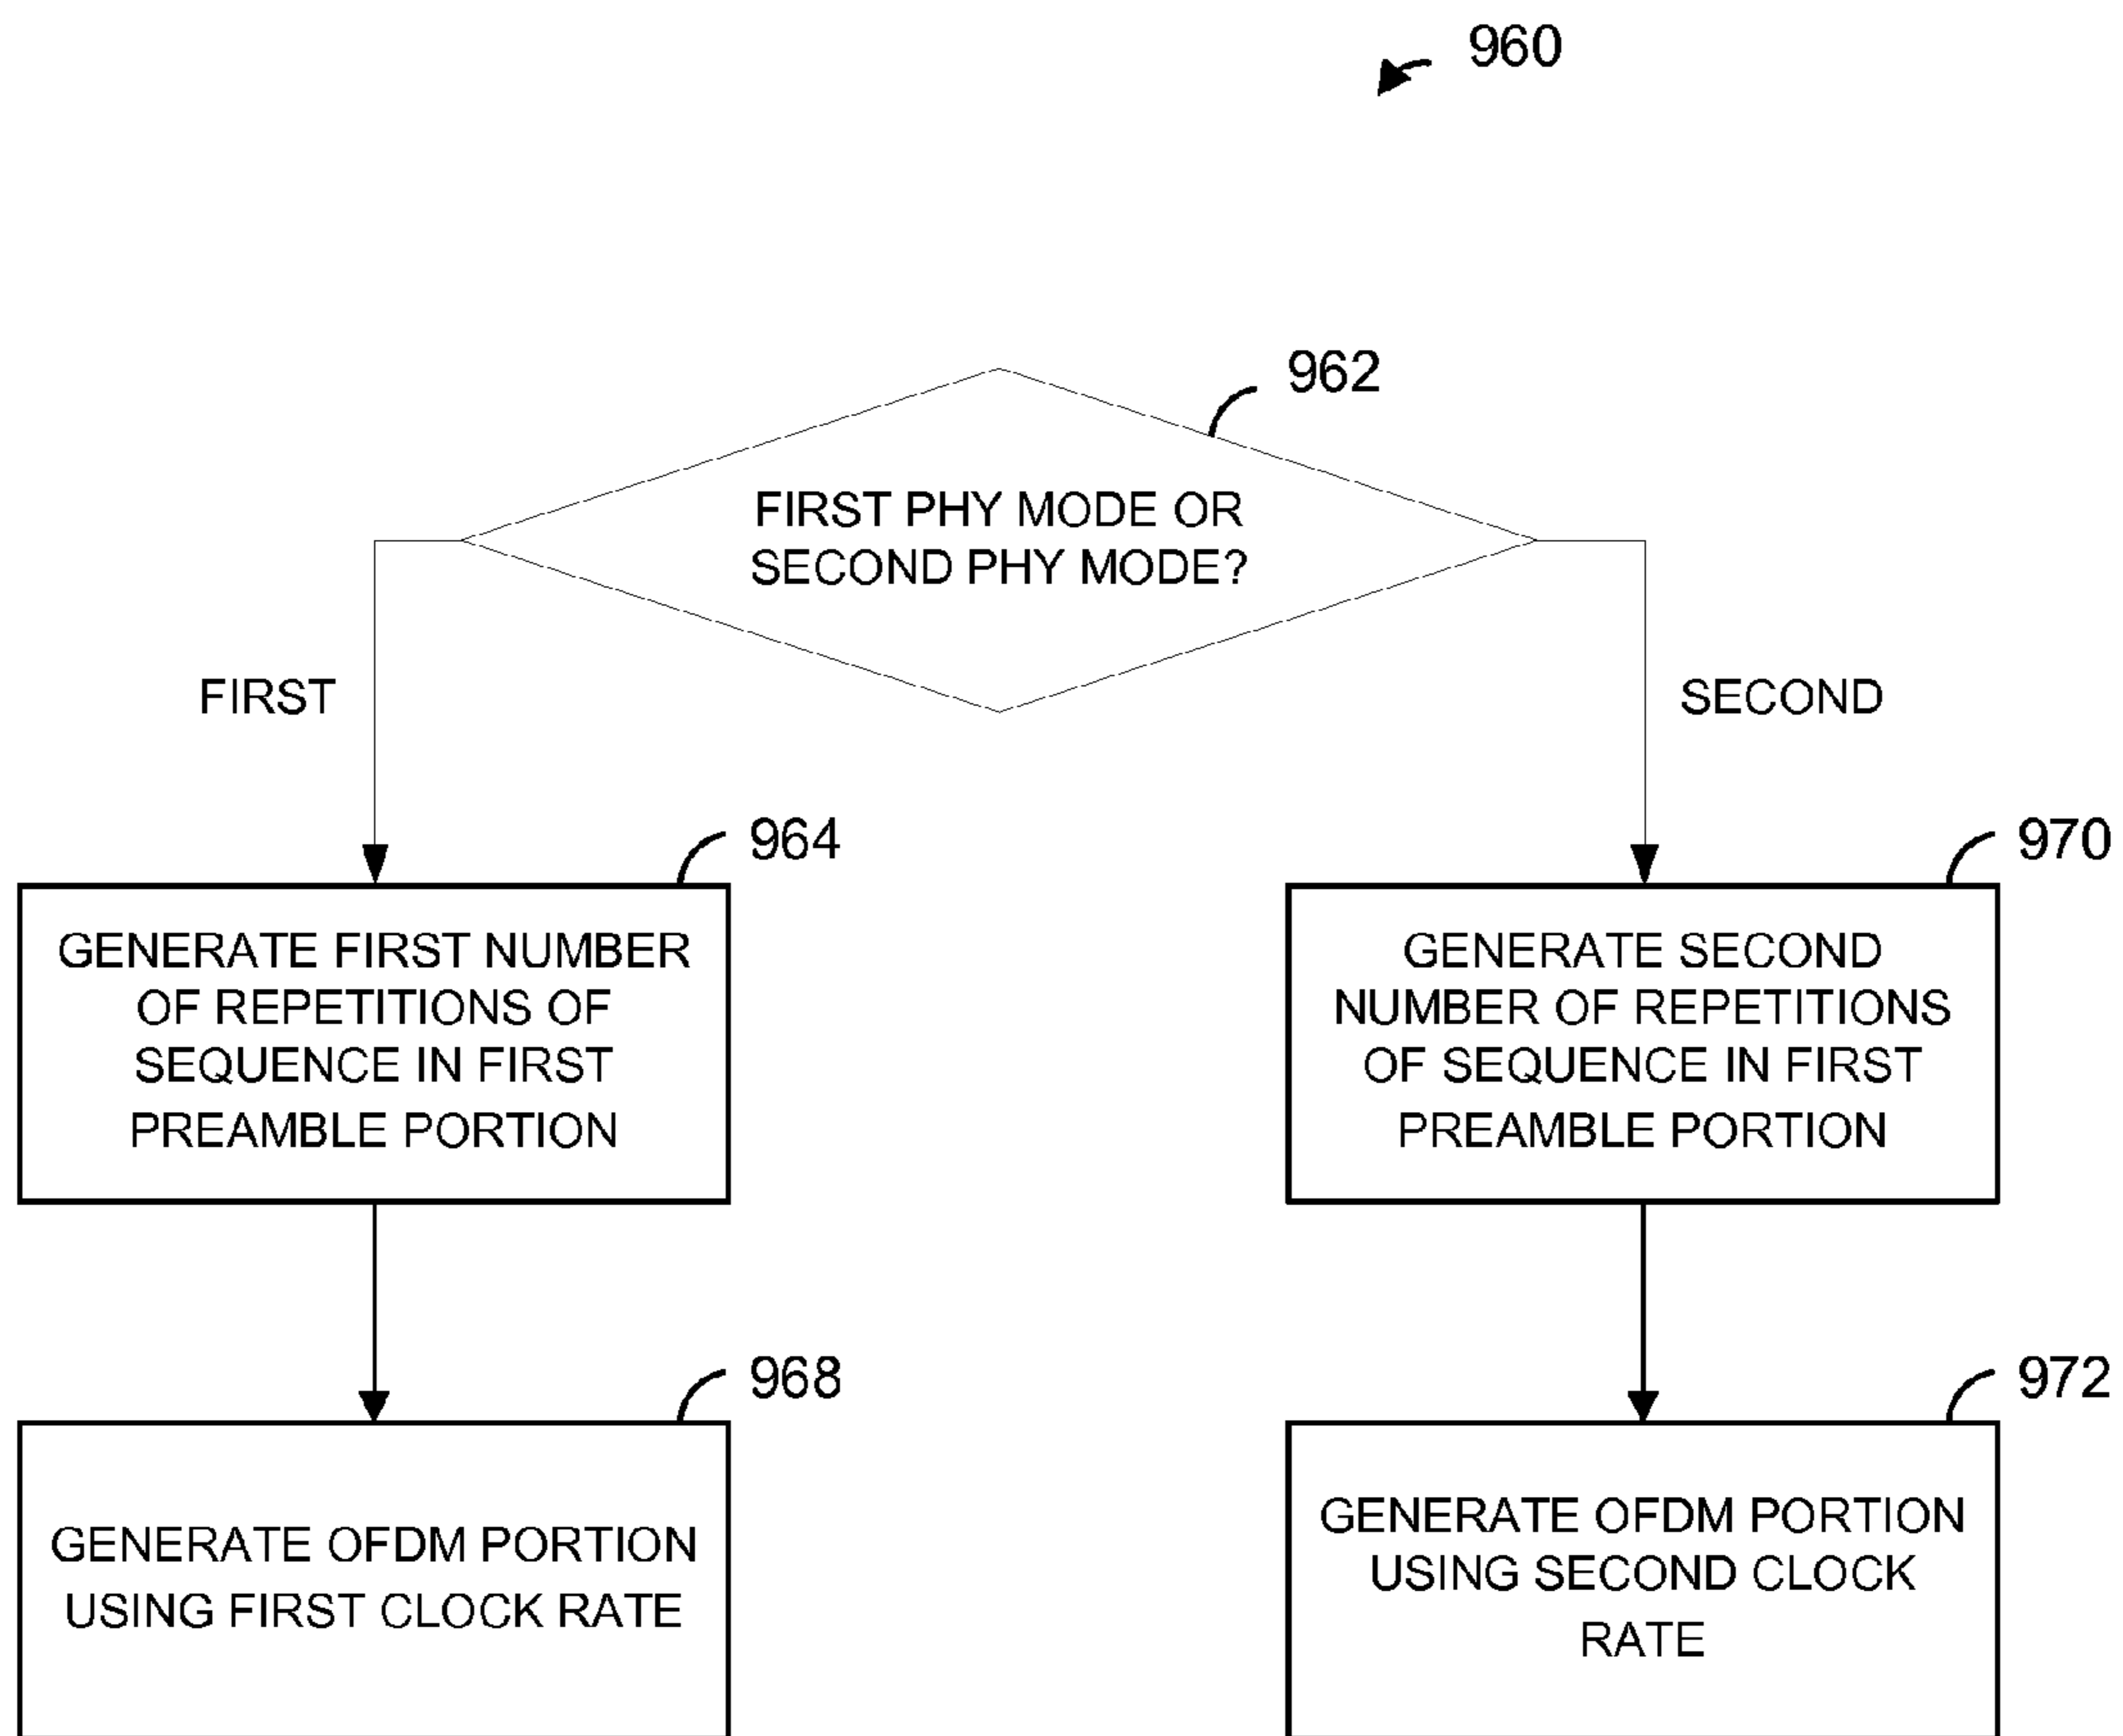 960
962
FIRST PHY MODE OR
SECOND PHY MODE?
FIRST
SECOND
964
GENERATE FIRST NUMBER
OF REPETITIONS OF
SEQUENCE IN FIRST
PREAMBLE PORTION
970
GENERATE SECOND
NUMBER OF REPETITIONS
OF SEQUENCE IN FIRST
PREAMBLE PORTION
968
GENERATE OFDM PORTION
USING FIRST CLOCK RATE
972
GENERATE OFDM PORTION
USING SECOND CLOCK
RATE